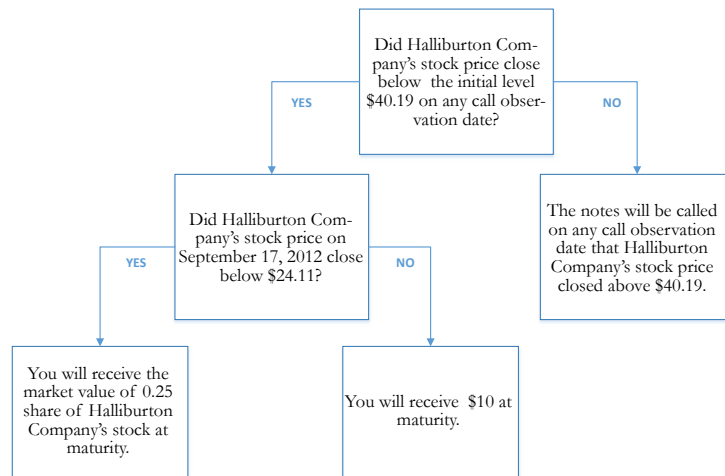 Did Halliburton Com-
pany’s stock price close
below the initial level
$40.19 on any call obser-
vation date?
YES
NO
Did Halliburton Com-
pany’s stock price on
September 17, 2012 close
below $24.11?
The notes will be called
on any call observation
date that Halliburton
Company’s stock price
closed above $40.19.
YES
NO
You will receive the
market value of 0.25
share of Halliburton
Company’s stock at
maturity.
You will receive $10 at
maturity.